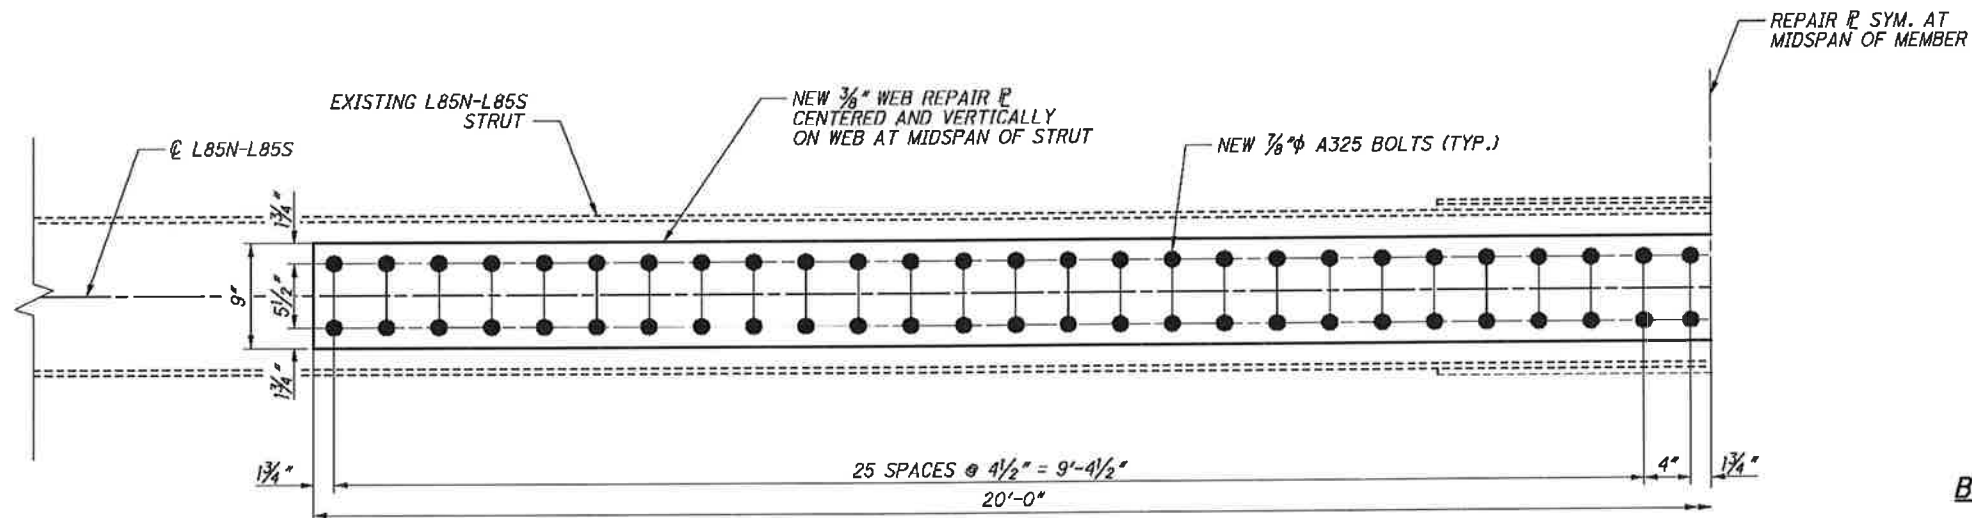 REPAIR ⅊ SYM. AT
MIDSPAN OF MEMBER
EXISTING L85N-L85S
STRUT
NEW 3/8" WEB REPAIR ⅊
CENTERED AND VERTICALLY
ON WEB AT MIDSPAN OF STRUT
℄ L85N-L85S
NEW 7/8"ϕ A325 BOLTS (TYP.)
1 3/4"
9"
5 1/2"
1 3/4"
1 3/4"
25 SPACES @ 4 1/2" = 9'-4 1/2"
4"
1 3/4"
20'-0"
B